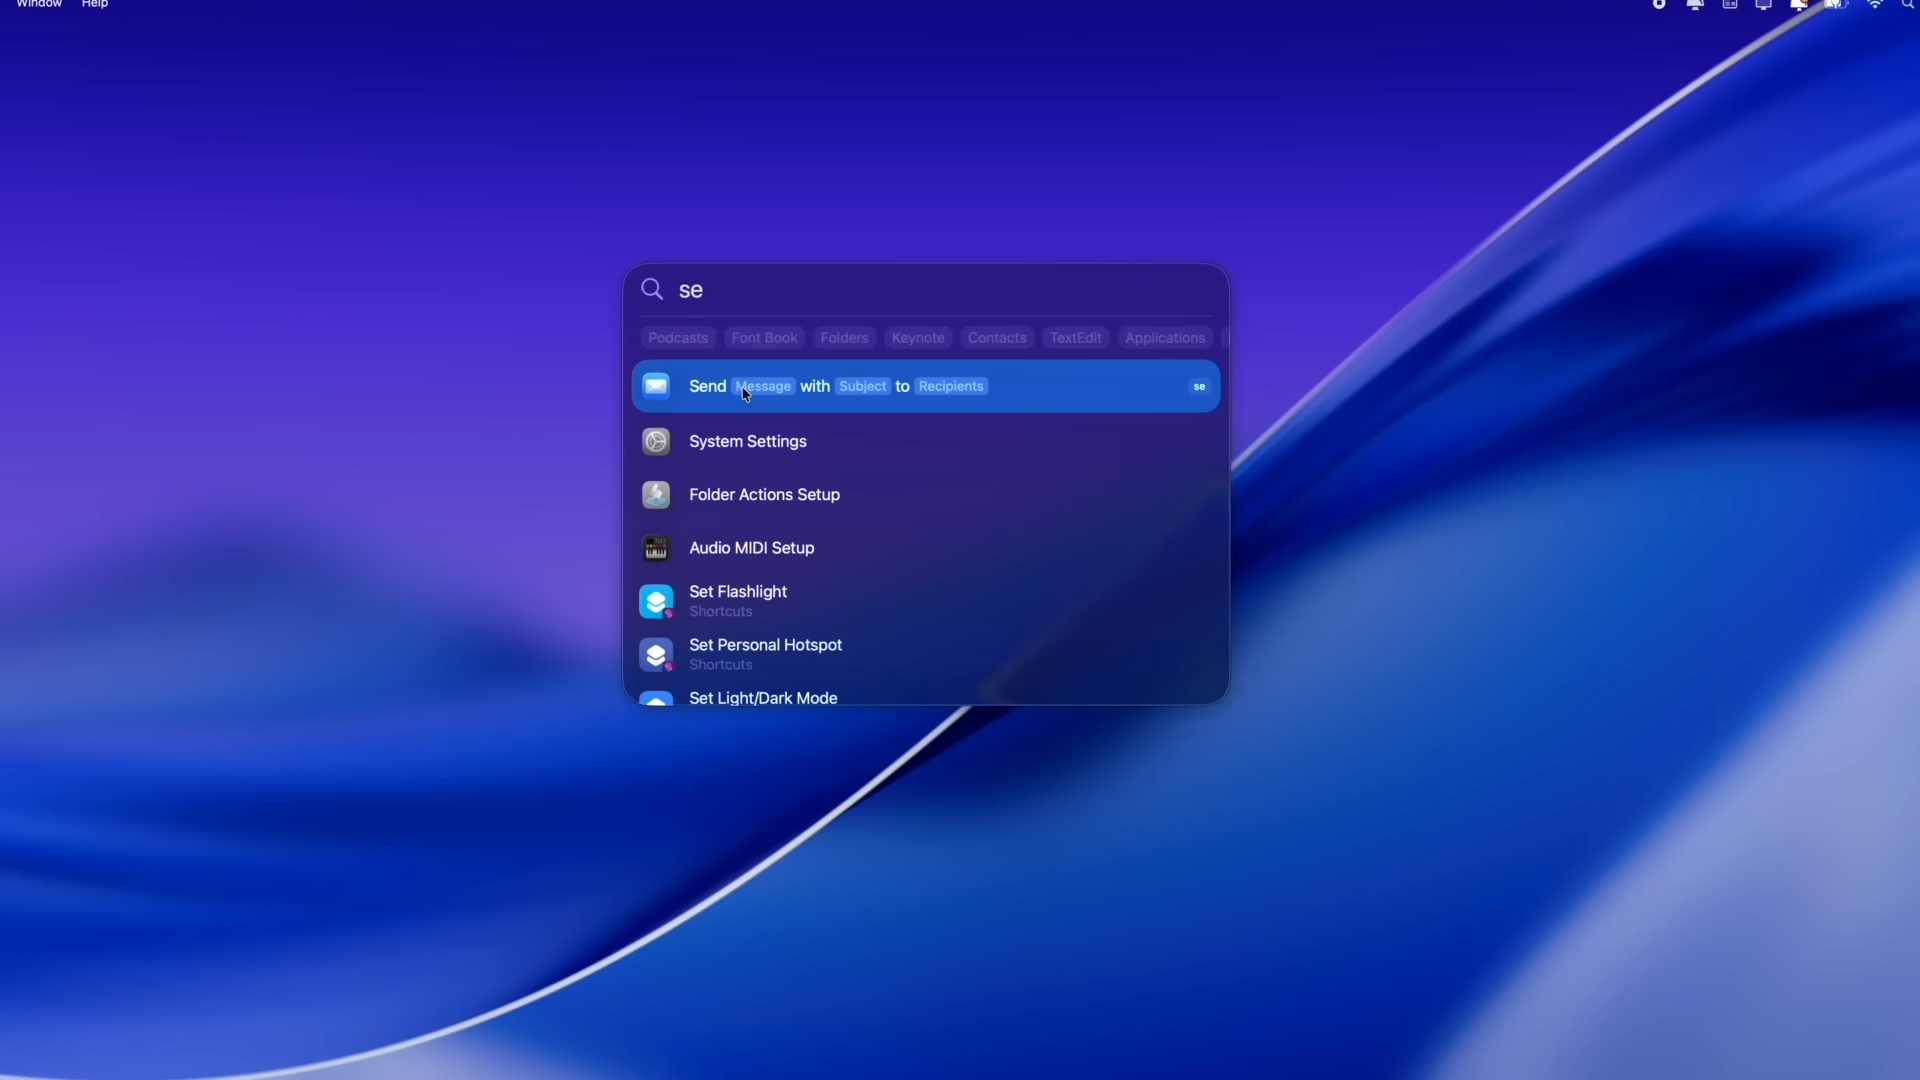 Window Help
se
Podcasts Font Book Folders Keynote Contacts TextEdit Applications
Send Message with Subject to Recipients se
System Settings
Folder Actions Setup
Audio MIDI Setup
Set Flashlight
Shortcuts
Set Personal Hotspot
Shortcuts
Set Light/Dark Mode